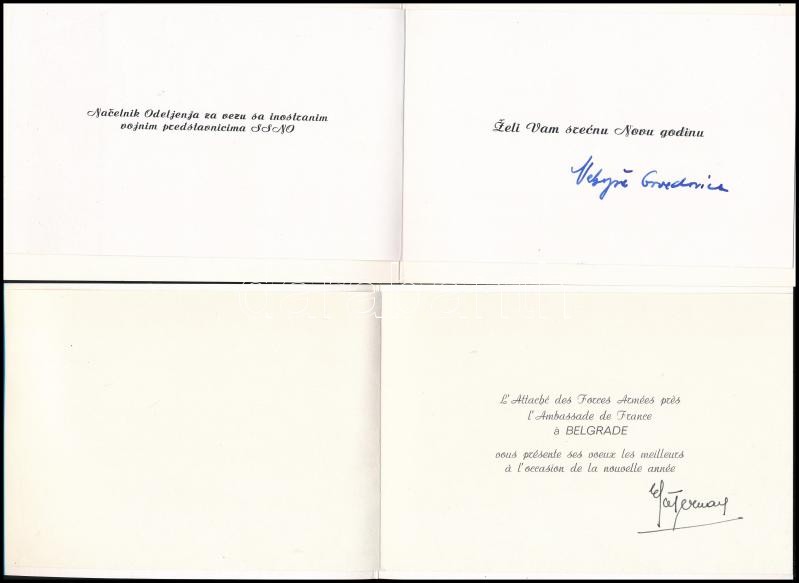 Načelnik Odeljenja za vezu sa inostranim
vojnim predstavnicima SSNO
Želi Vam srećnu Novu godinu
L'Attaché des Forces Armées près
l'Ambassade de France
à BELGRADE
vous présente ses voeux les meilleurs
à l'occasion de la nouvelle année